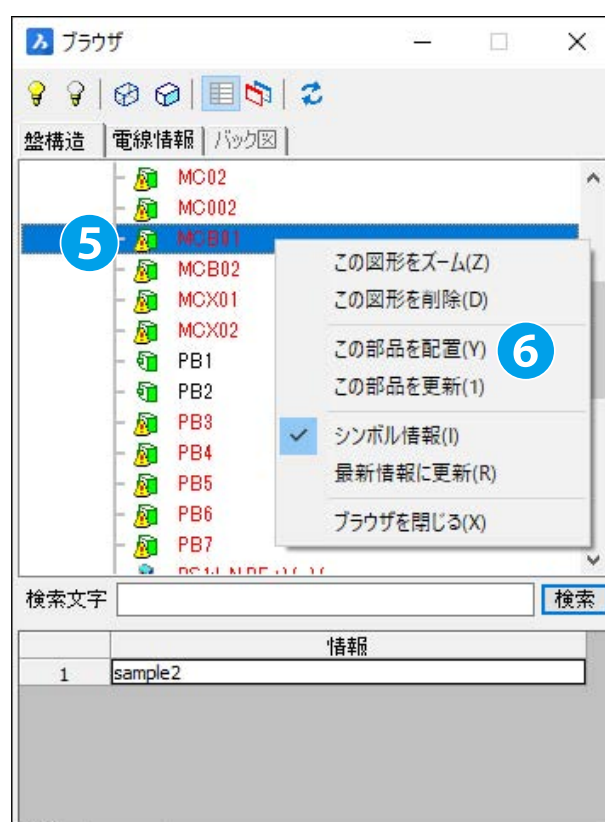 ブラウザ
盤構造 電線情報 バック図
MC02
MC002
5 MCB01
MCB02
MCX01
MCX02
PB1
PB2
PB3
PB4
PB5
PB6
PB7
この図形をズーム(Z)
この図形を削除(D)
この部品を配置(Y) 6
この部品を更新(1)
シンボル情報(I)
最新情報に更新(R)
ブラウザを閉じる(X)
検索文字 検索
情報
1 sample2